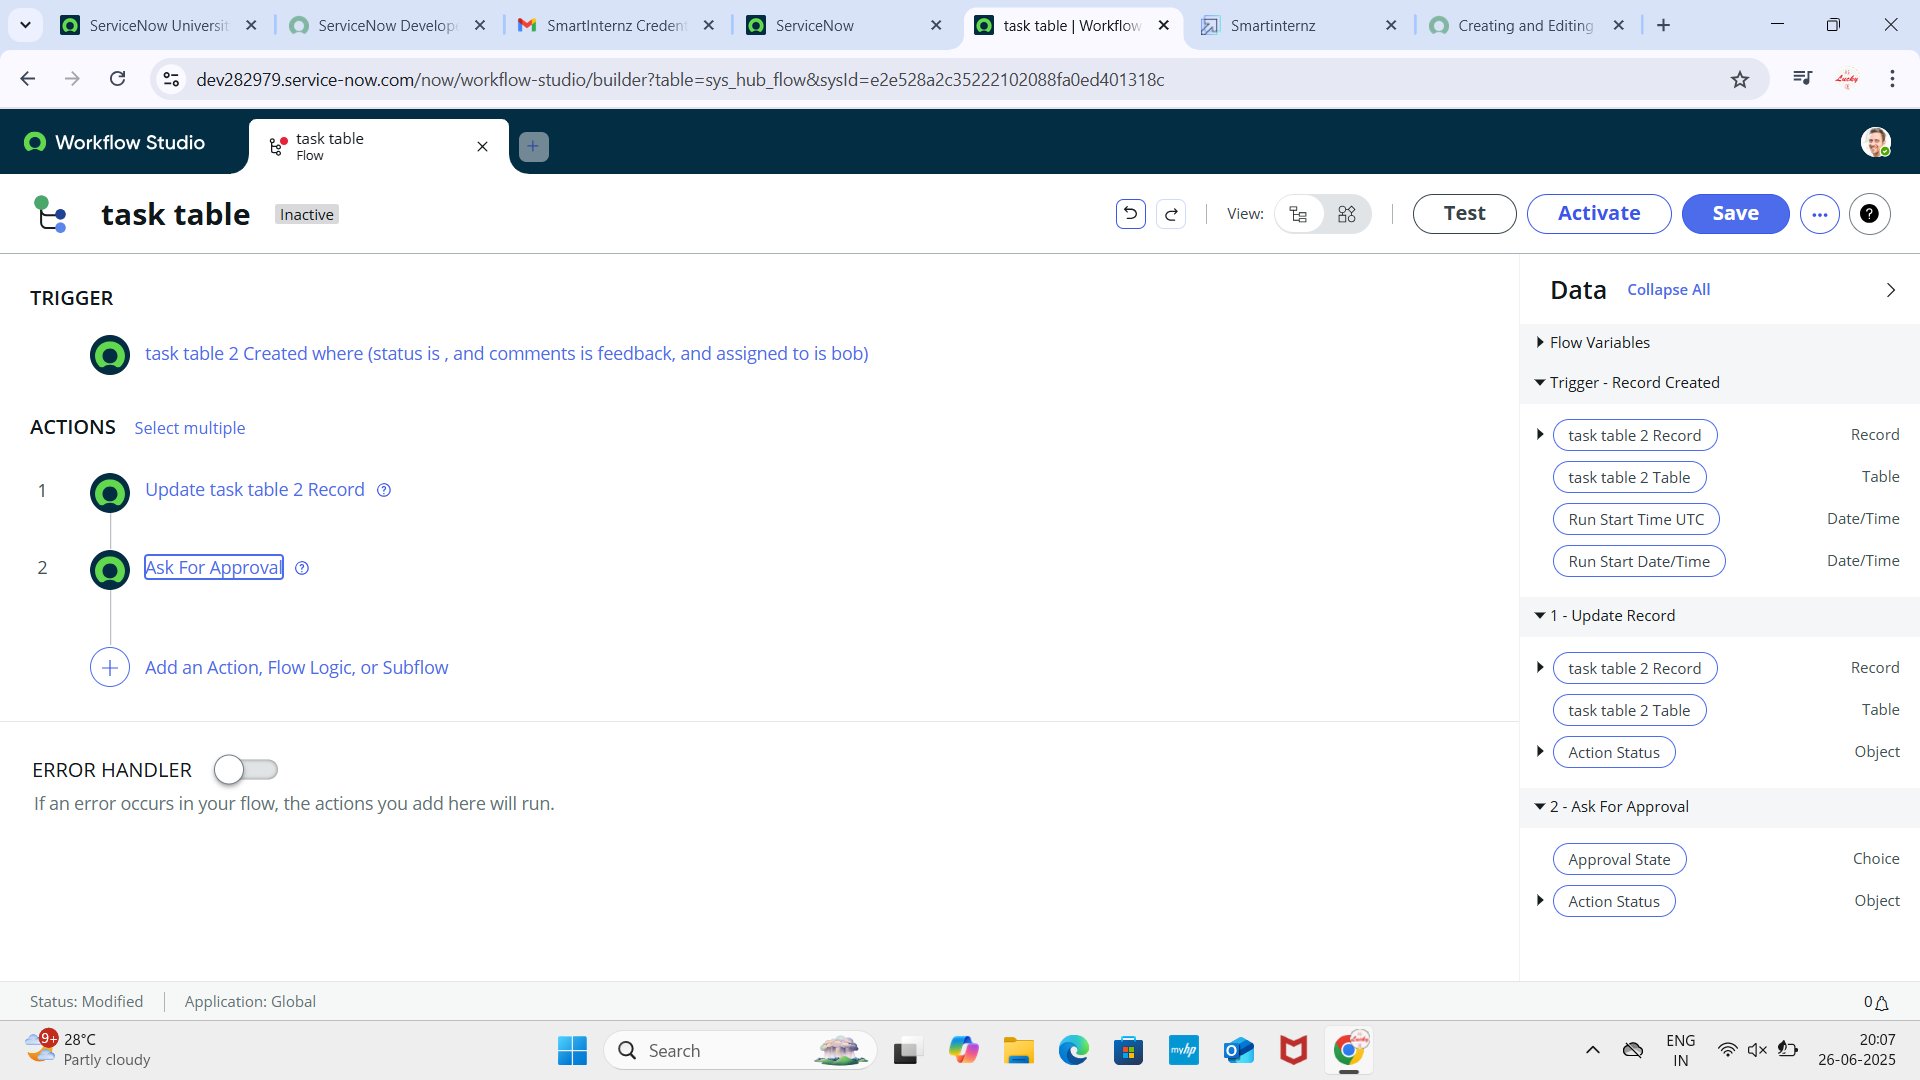 ServiceNow Universit
ServiceNow Develope
SmartInternz Credent
ServiceNow
task table | Workflow
Smartinternz
Creating and Editing
dev282979.service-now.com/now/workflow-studio/builder?table=sys_hub_flow&sysId=e2e528a2c35222102088fa0ed401318c
Lucky
Workflow Studio
task table
Flow
task table
Inactive
View:
Test
Activate
Save
TRIGGER
task table 2 Created where (status is , and comments is feedback, and assigned to is bob)
ACTIONS
Select multiple
1
Update task table 2 Record
2
Ask For Approval
Add an Action, Flow Logic, or Subflow
ERROR HANDLER
If an error occurs in your flow, the actions you add here will run.
Data
Collapse All
Flow Variables
Trigger - Record Created
task table 2 Record
Record
task table 2 Table
Table
Run Start Time UTC
Date/Time
Run Start Date/Time
Date/Time
1 - Update Record
task table 2 Record
Record
task table 2 Table
Table
Action Status
Object
2 - Ask For Approval
Approval State
Choice
Action Status
Object
Status: Modified
Application: Global
0
9+
28°C
Partly cloudy
Search
myhp
Lucky
ENG
IN
20:07
26-06-2025